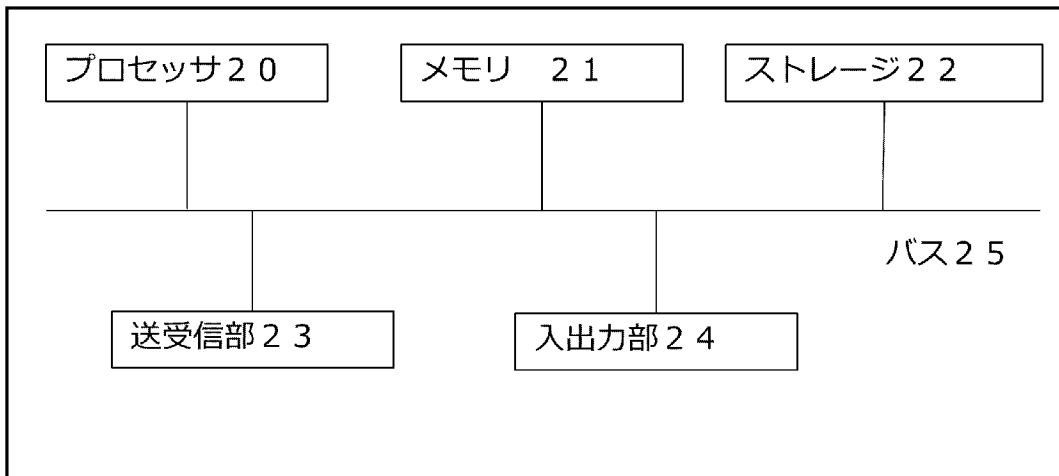 プロセッサ20
メモリ 21
ストレージ22
バス25
送受信部23
入出力部24